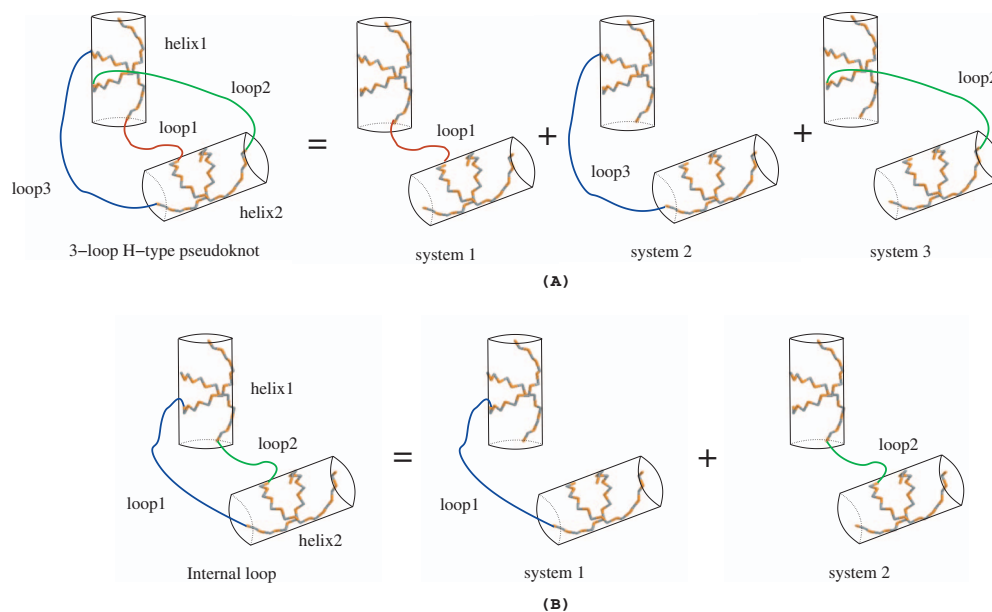 helix1
loop2
loop1
loop3
helix2
3−loop H−type pseudoknot
=
loop1
system 1
+
loop3
system 2
+
loop2
system 3
(A)
helix1
loop2
loop1
helix2
Internal loop
=
loop1
system 1
+
loop2
system 2
(B)